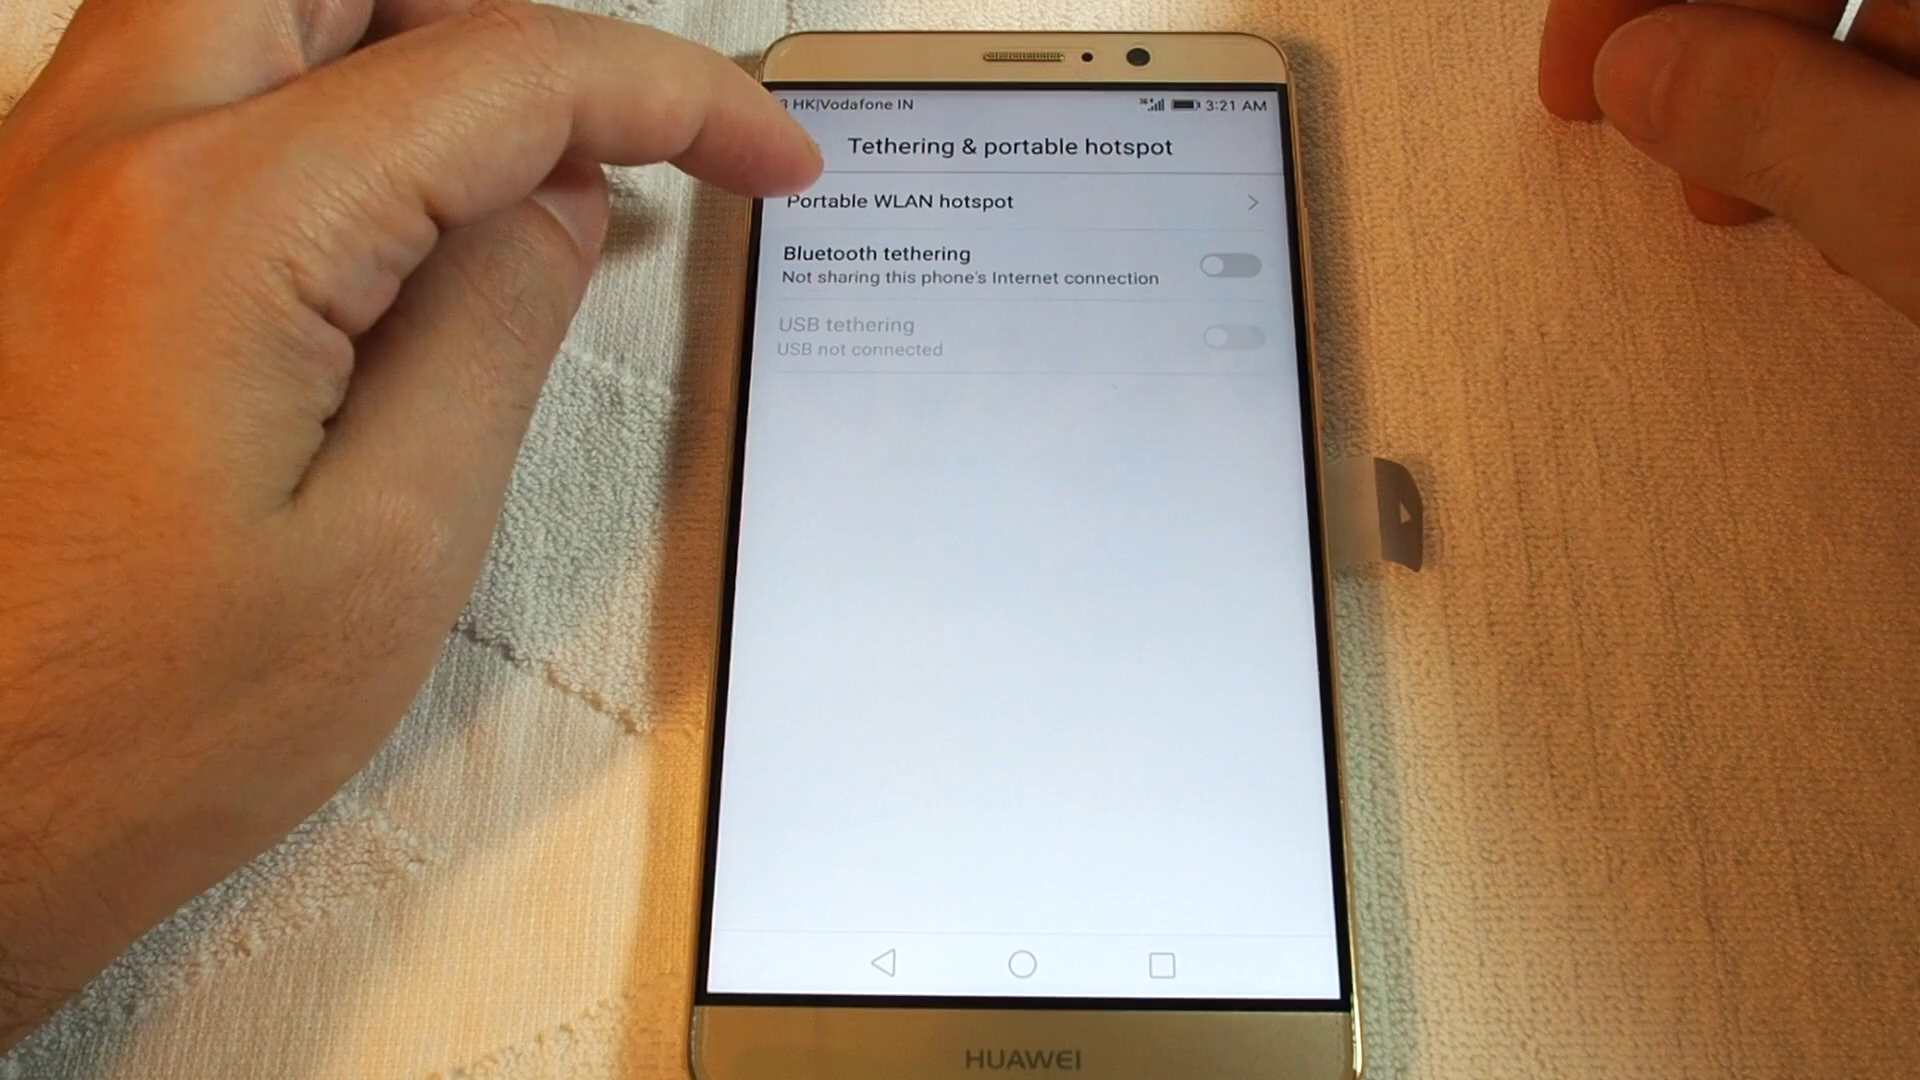 3 HK|Vodafone IN
3G 3:21 AM
Tethering & portable hotspot
Portable WLAN hotspot
Bluetooth tethering
Not sharing this phone's Internet connection
USB tethering
USB not connected
HUAWEI